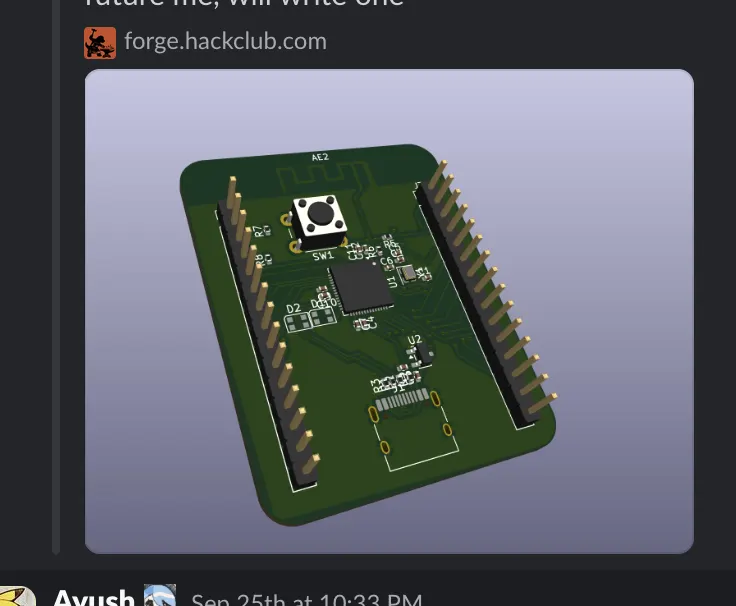 future me, will write one
forge.hackclub.com
AE2
R7
SW1
R8
C6
U1
D2
U2
Ayush Sep 25th at 10:33 PM